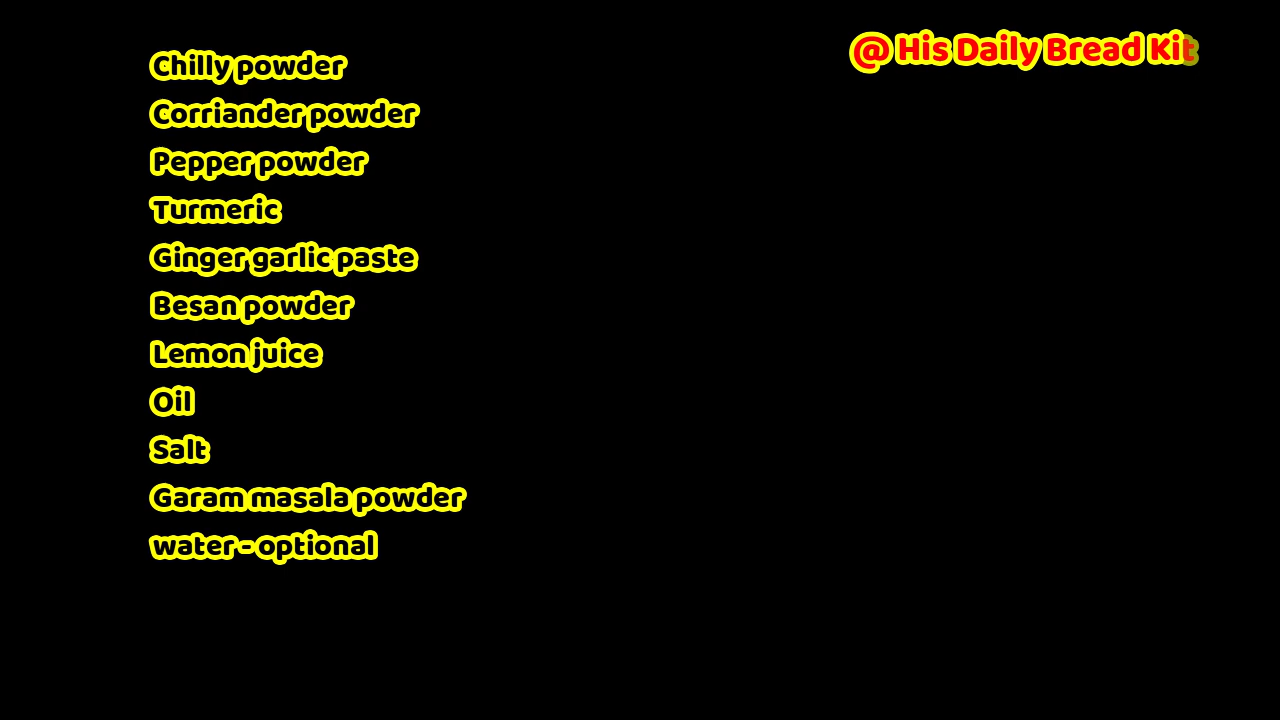 @ His Daily Bread Kit
Chilly powder
Corriander powder
Pepper powder
Turmeric
Ginger garlic paste
Besan powder
Lemon juice
Oil
Salt
Garam masala powder
water - optional